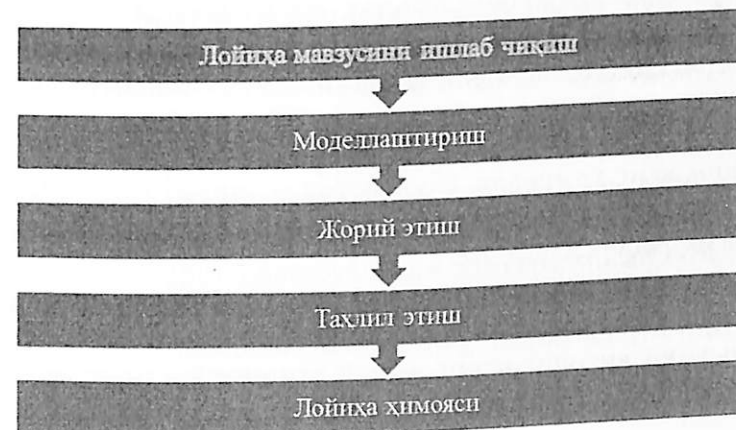 Лойиҳа мавзусини ишлаб чиқиш
Моделлаштириш
Жорий этиш
Таҳлил этиш
Лойиҳа ҳимояси